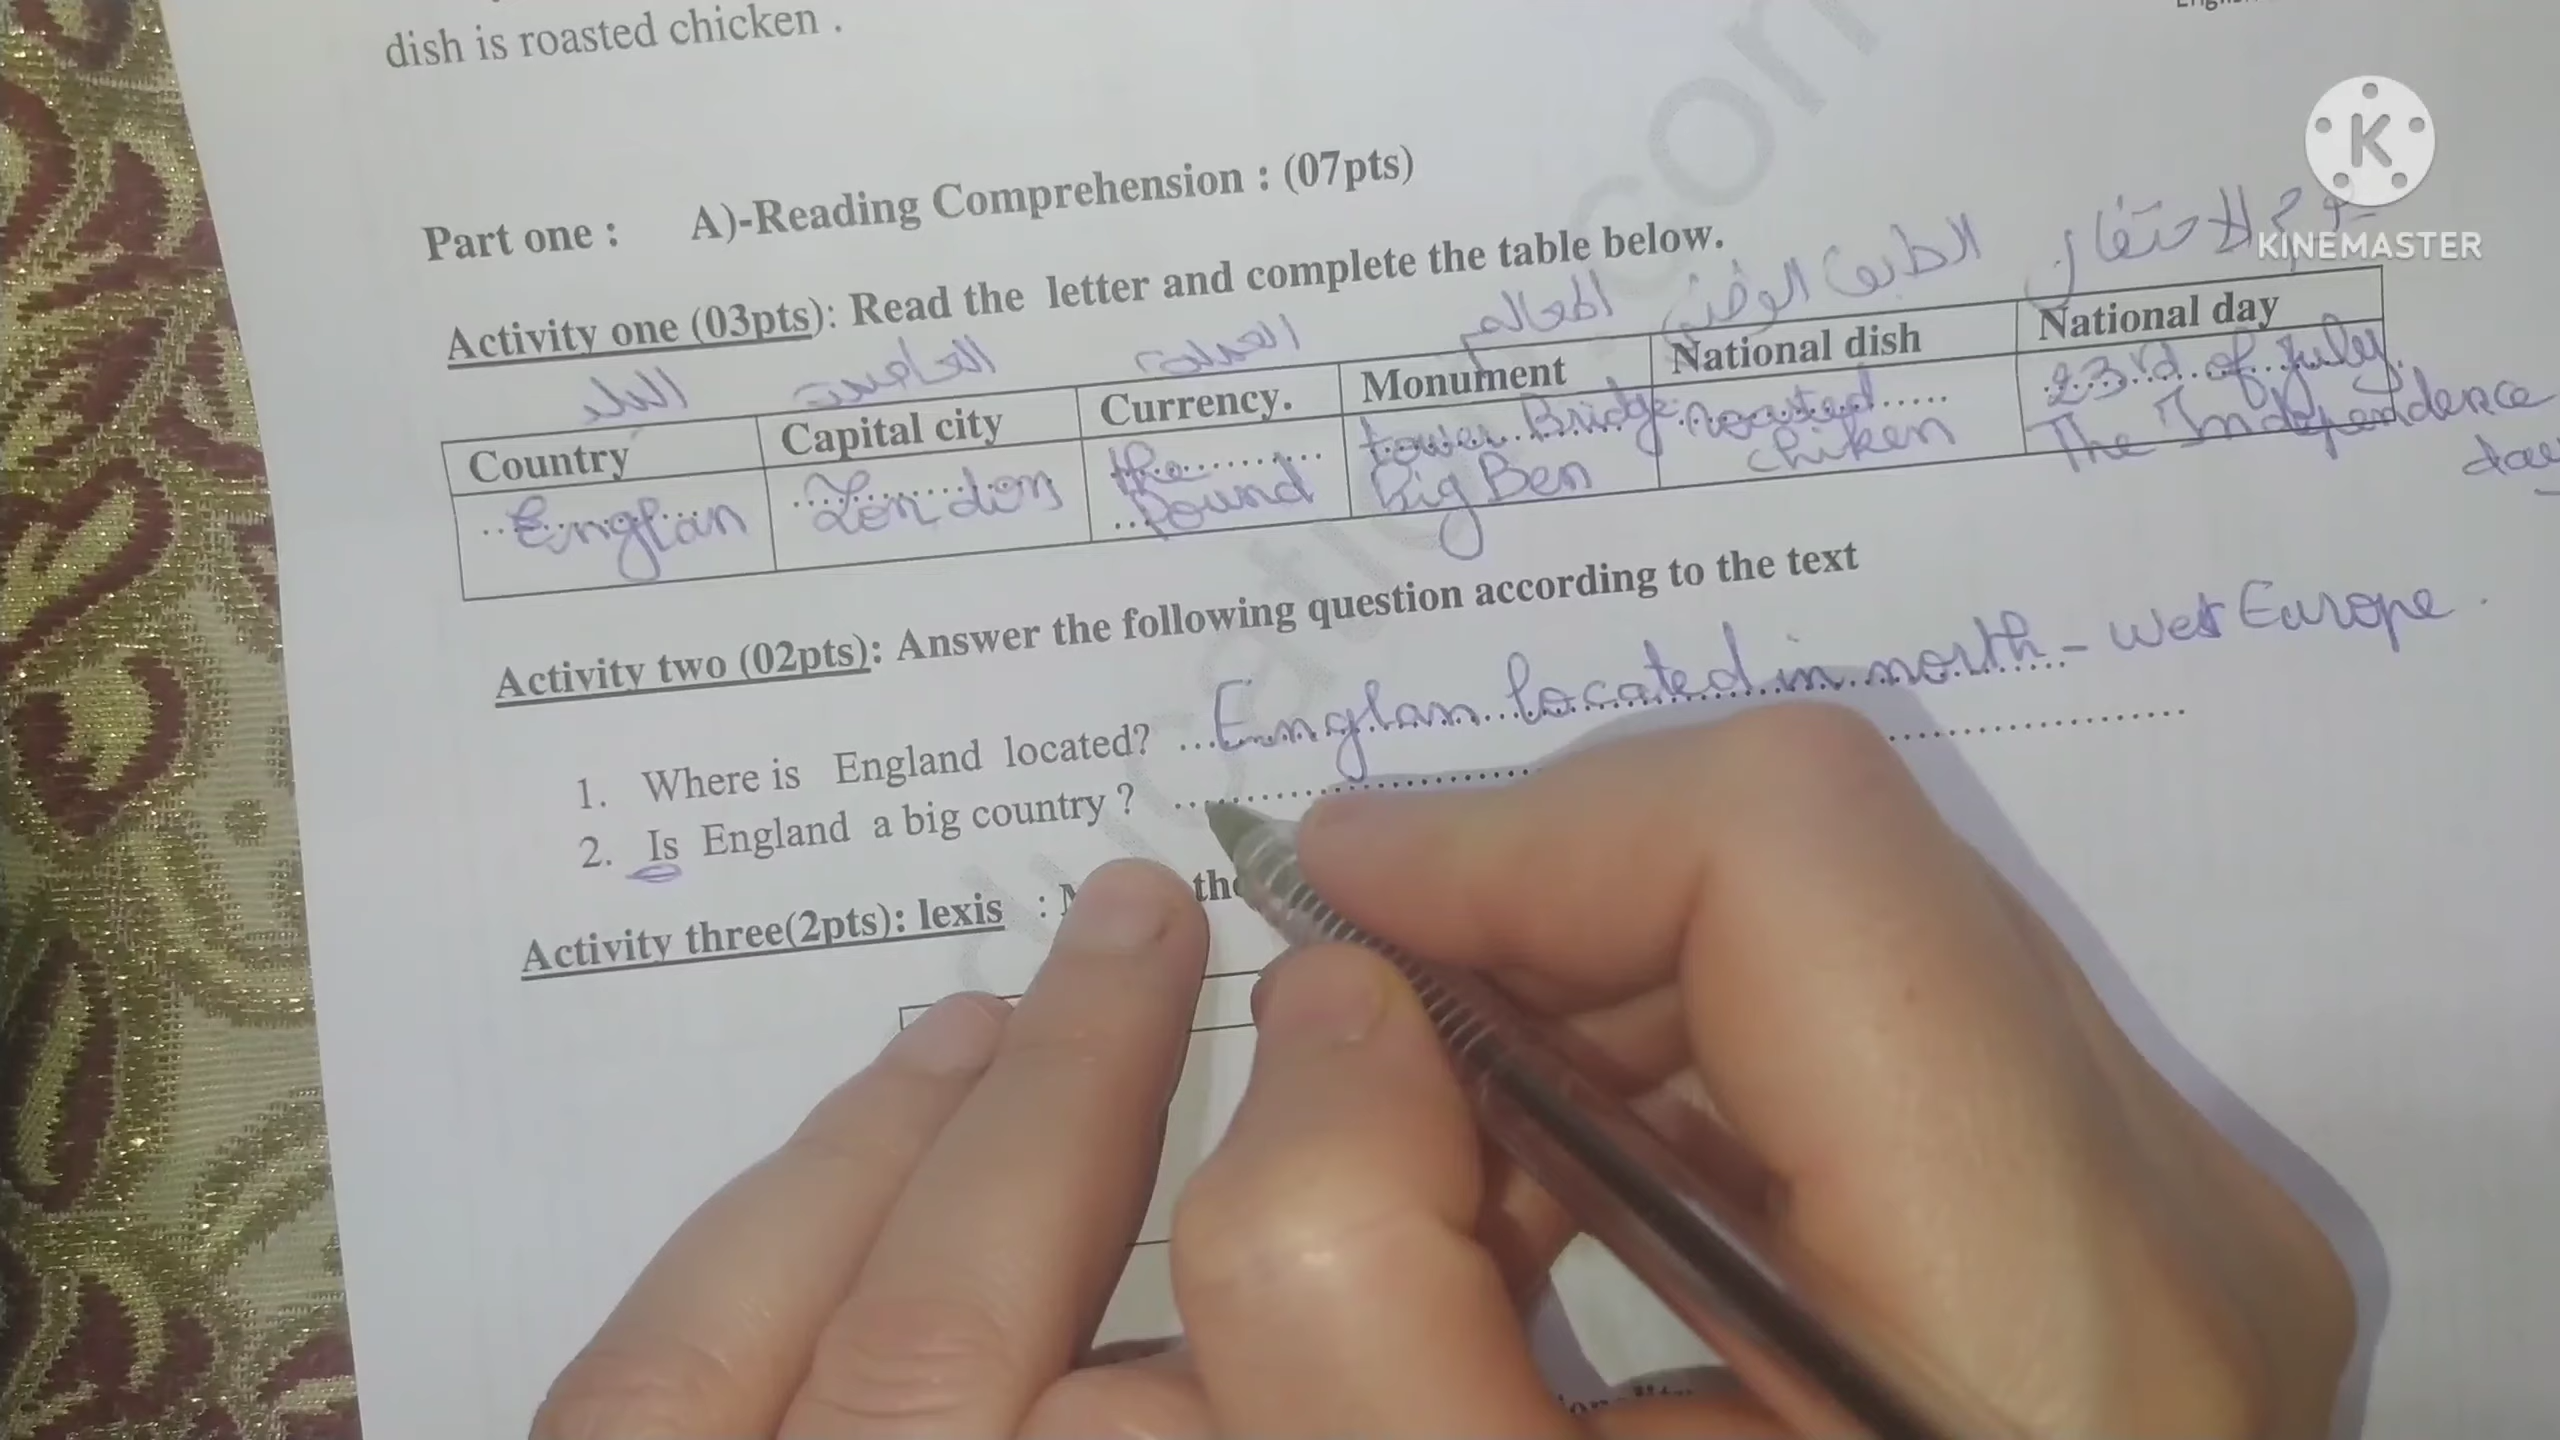 dish is roasted chicken .
KINEMASTER
Part one : A)-Reading Comprehension : (07pts)
Activity one (03pts): Read the letter and complete the table below.
البلد العاصمة العملة المعالم الطبق الوطني الاحتفال
Country Capital city Currency. Monument National dish National day
Englan London the Pound tower Bridge Big Ben roasted chiken 23rd of July. The Independence day
Activity two (02pts): Answer the following question according to the text
1. Where is England located? Englan located in north - west Europe .
2. Is England a big country ?
Activity three(2pts): lexis :